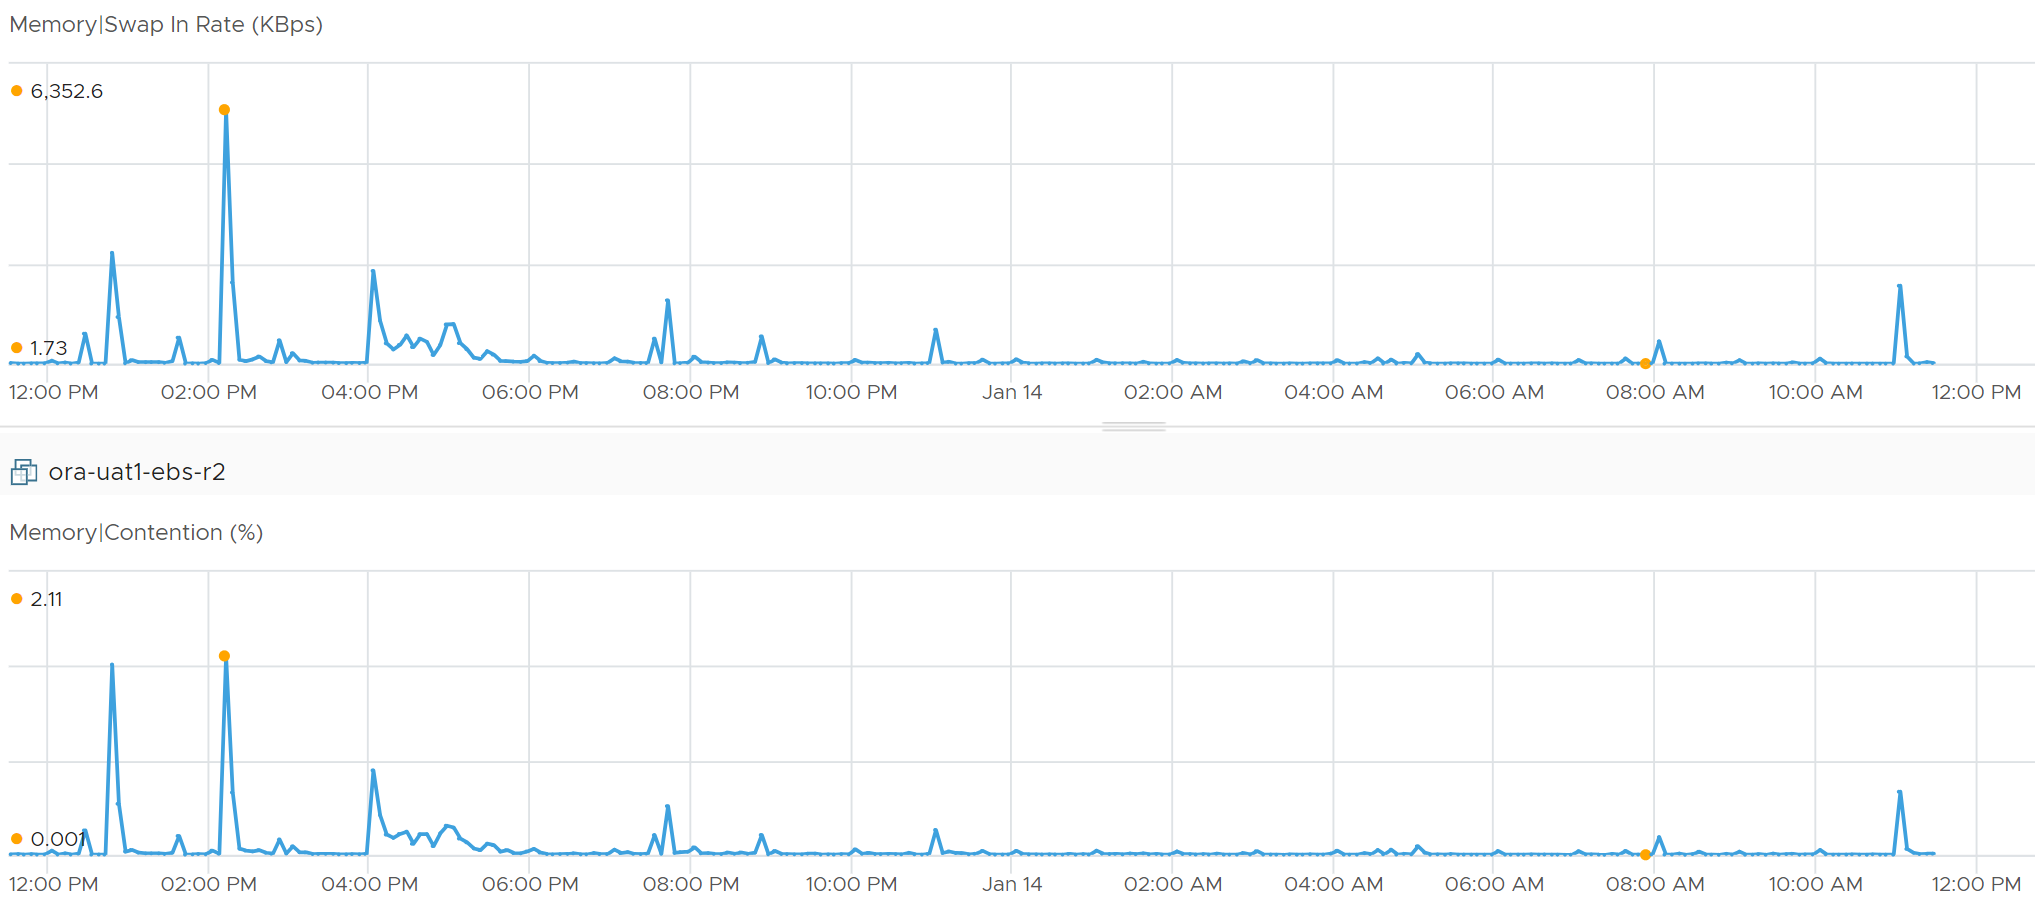 Memory|Swap In Rate (KBps)
6,352.6
1.73
12:00 PM 02:00 PM 04:00 PM 06:00 PM 08:00 PM 10:00 PM Jan 14 02:00 AM 04:00 AM 06:00 AM 08:00 AM 10:00 AM 12:00 PM
ora-uat1-ebs-r2
Memory|Contention (%)
2.11
0.001
12:00 PM 02:00 PM 04:00 PM 06:00 PM 08:00 PM 10:00 PM Jan 14 02:00 AM 04:00 AM 06:00 AM 08:00 AM 10:00 AM 12:00 PM